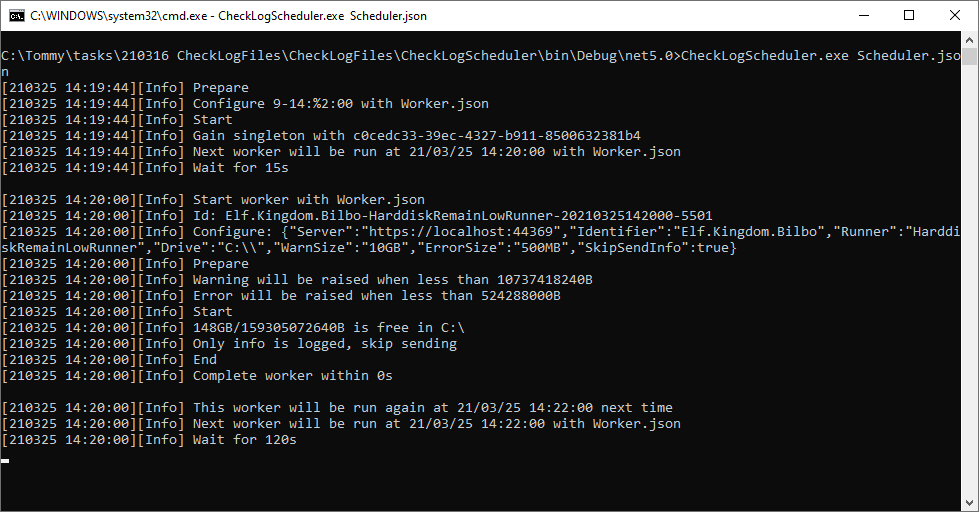 C:\WINDOWS\system32\cmd.exe - CheckLogScheduler.exe  Scheduler.json
C:\Tommy\tasks\210316 CheckLogFiles\CheckLogFiles\CheckLogScheduler\bin\Debug\net5.0>CheckLogScheduler.exe Scheduler.jso
n
[210325 14:19:44][Info] Prepare
[210325 14:19:44][Info] Configure 9-14:%2:00 with Worker.json
[210325 14:19:44][Info] Start
[210325 14:19:44][Info] Gain singleton with c0cedc33-39ec-4327-b911-8500632381b4
[210325 14:19:44][Info] Next worker will be run at 21/03/25 14:20:00 with Worker.json
[210325 14:19:44][Info] Wait for 15s
[210325 14:20:00][Info] Start worker with Worker.json
[210325 14:20:00][Info] Id: Elf.Kingdom.Bilbo-HarddiskRemainLowRunner-20210325142000-5501
[210325 14:20:00][Info] Configure: {"Server":"https://localhost:44369","Identifier":"Elf.Kingdom.Bilbo","Runner":"Harddi
skRemainLowRunner","Drive":"C:\\","WarnSize":"10GB","ErrorSize":"500MB","SkipSendInfo":true}
[210325 14:20:00][Info] Prepare
[210325 14:20:00][Info] Warning will be raised when less than 10737418240B
[210325 14:20:00][Info] Error will be raised when less than 524288000B
[210325 14:20:00][Info] Start
[210325 14:20:00][Info] 148GB/159305072640B is free in C:\
[210325 14:20:00][Info] Only info is logged, skip sending
[210325 14:20:00][Info] End
[210325 14:20:00][Info] Complete worker within 0s
[210325 14:20:00][Info] This worker will be run again at 21/03/25 14:22:00 next time
[210325 14:20:00][Info] Next worker will be run at 21/03/25 14:22:00 with Worker.json
[210325 14:20:00][Info] Wait for 120s